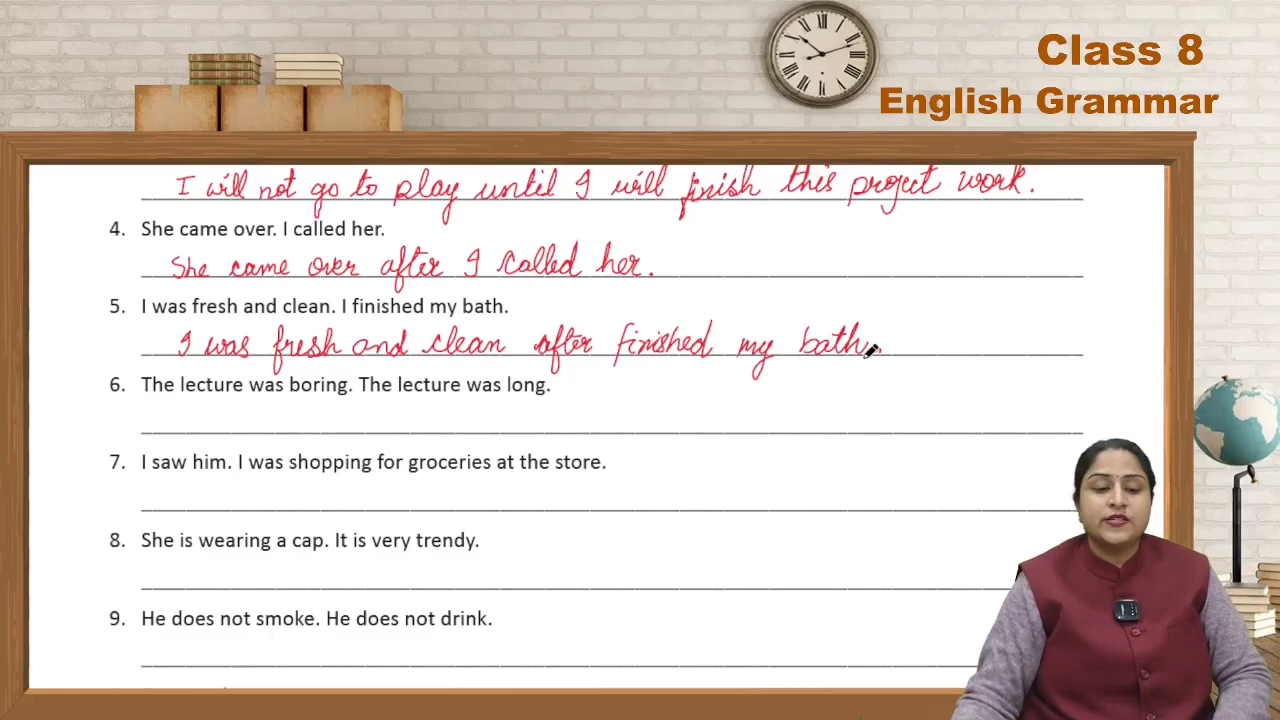 Class 8
English Grammar
I will not go to play until I will finish this project work.
4. She came over. I called her.
She came over after I called her.
5. I was fresh and clean. I finished my bath.
I was fresh and clean after finished my bath.
6. The lecture was boring. The lecture was long.
7. I saw him. I was shopping for groceries at the store.
8. She is wearing a cap. It is very trendy.
9. He does not smoke. He does not drink.